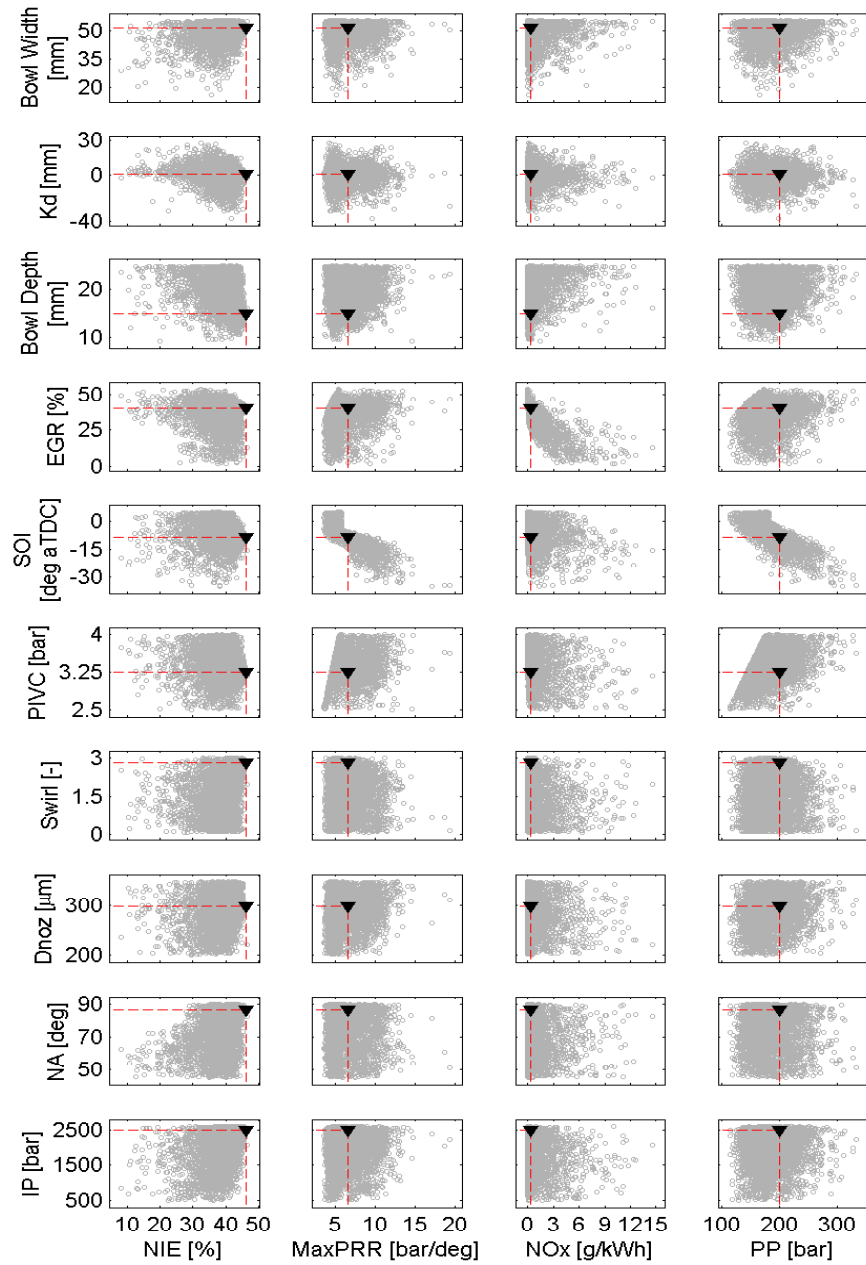 Bowl Width
[mm]
50
40
20
Kd [mm]
30
0
-40
Bowl Depth
[mm]
20
10
EGR [%]
50
25
0
SOI
[deg aTDC]
0
-15
-30
PIVC [bar]
4
3.25
2.5
Swirl [-]
3
1.5
0
Dnoz [μm]
300
200
NA [deg]
90
70
50
IP [bar]
2500
1500
500
10 20 30 40 50 5 10 15 20 0 3 6 9 12 15 100 200 300
NIE [%] MaxPRR [bar/deg] NOx [g/kWh] PP [bar]